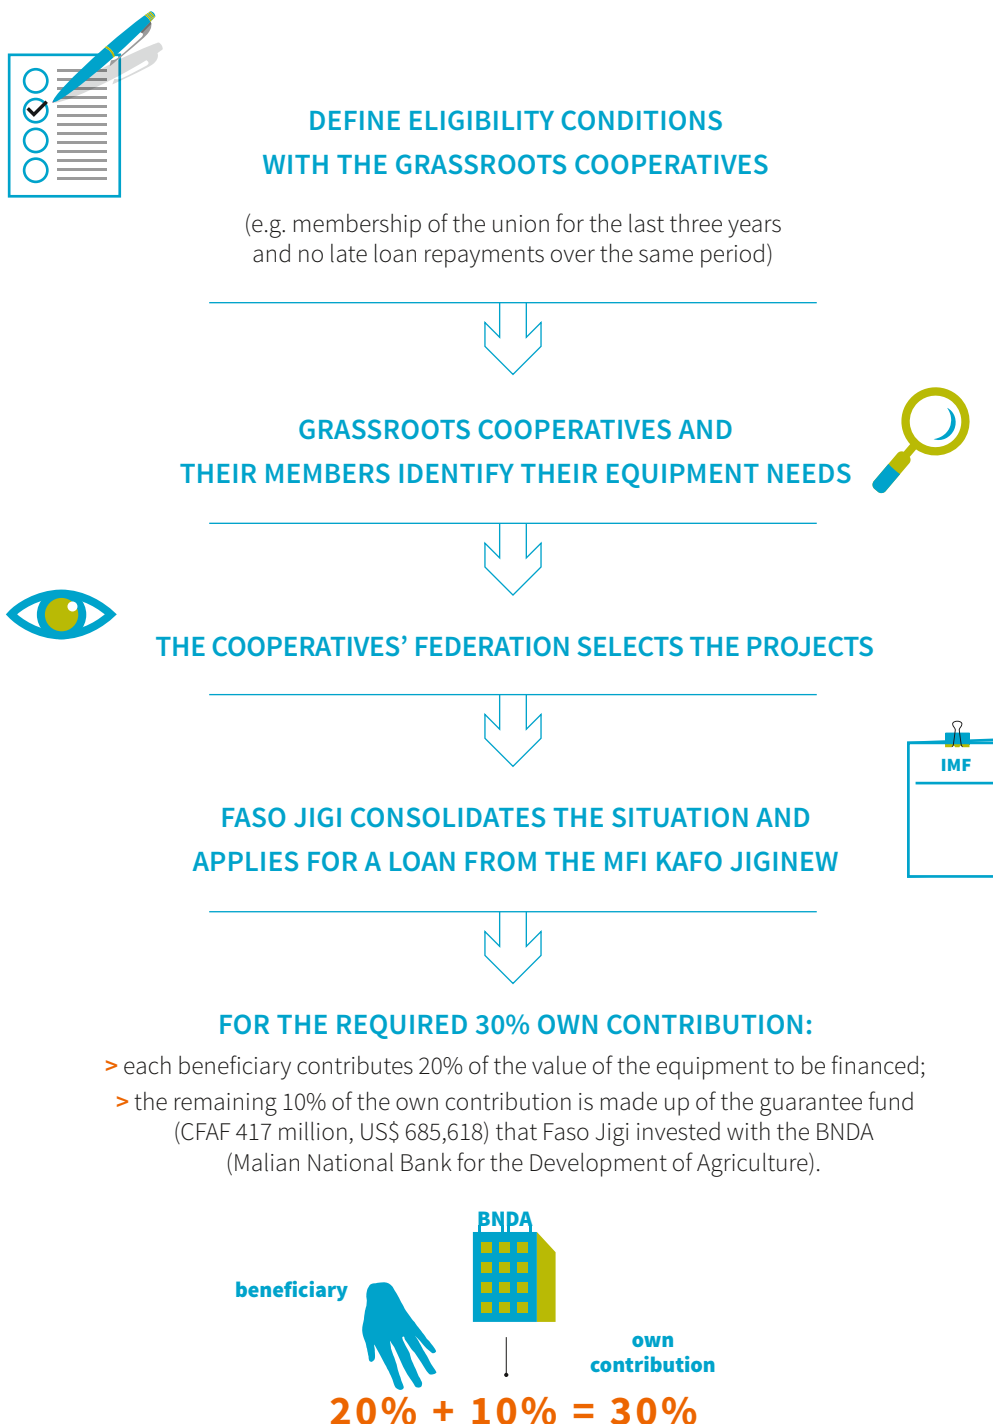 DEFINE ELIGIBILITY CONDITIONS
WITH THE GRASSROOTS COOPERATIVES
(e.g. membership of the union for the last three years
and no late loan repayments over the same period)
GRASSROOTS COOPERATIVES AND
THEIR MEMBERS IDENTIFY THEIR EQUIPMENT NEEDS
THE COOPERATIVES’ FEDERATION SELECTS THE PROJECTS
IMF
FASO JIGI CONSOLIDATES THE SITUATION AND
APPLIES FOR A LOAN FROM THE MFI KAFO JIGINEW
FOR THE REQUIRED 30% OWN CONTRIBUTION:
> each beneficiary contributes 20% of the value of the equipment to be financed;
> the remaining 10% of the own contribution is made up of the guarantee fund
(CFAF 417 million, US$ 685,618) that Faso Jigi invested with the BNDA
(Malian National Bank for the Development of Agriculture).
BNDA
beneficiary
own
contribution
20% + 10% = 30%